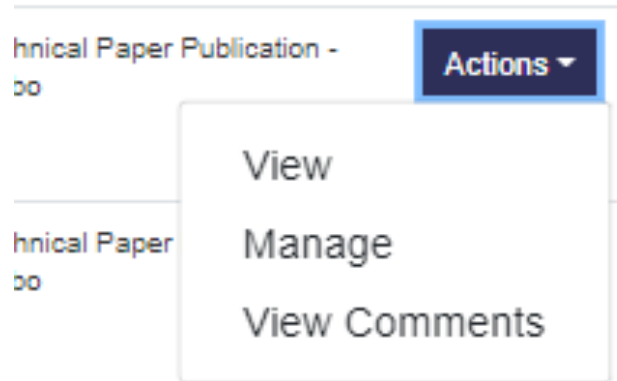 hnical Paper Publication -
Actions
View
hnical Paper
Manage
View Comments